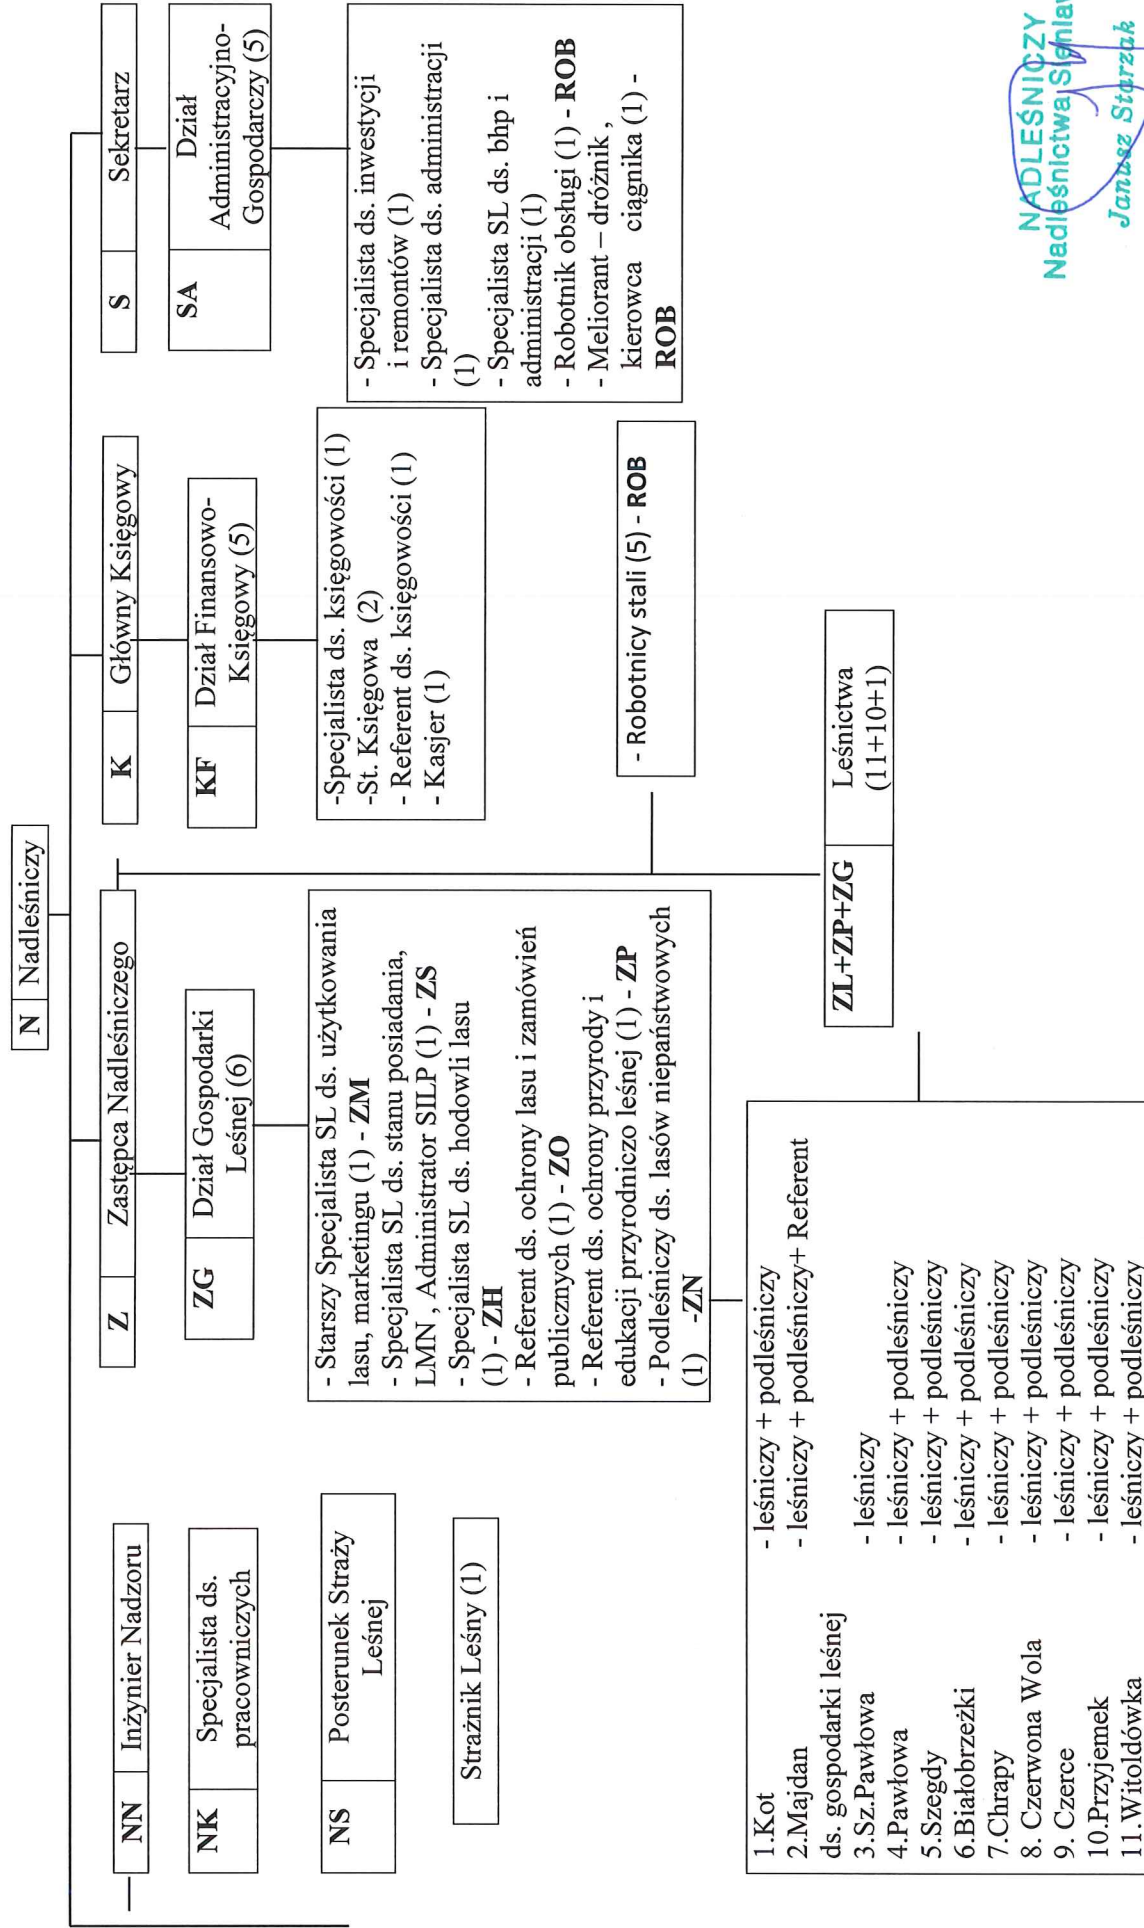 N Nadleśniczy
NN Inżynier Nadzoru
NK Specjalista ds.
pracowniczych
NS Posterunek Straży
Leśnej
Strażnik Leśny (1)
Z Zastępca Nadleśniczego
ZG Dział Gospodarki
Leśnej (6)
- Starszy Specjalista SL ds. użytkowania
lasu, marketingu (1) - ZM
- Specjalista SL ds. stanu posiadania,
LMN , Administrator SILP (1) - ZS
- Specjalista SL ds. hodowli lasu
(1) - ZH
- Referent ds. ochrony lasu i zamówień
publicznych (1) - ZO
- Referent ds. ochrony przyrody i
edukacji przyrodniczo leśnej (1) - ZP
- Podleśniczy ds. lasów niepaństwowych
(1) -ZN
K Główny Księgowy
KF Dział Finansowo-
Księgowy (5)
-Specjalista ds. księgowości (1)
-St. Księgowa (2)
- Referent ds. księgowości (1)
- Kasjer (1)
S Sekretarz
SA Dział
Administracyjno-
Gospodarczy (5)
- Specjalista ds. inwestycji
i remontów (1)
- Specjalista ds. administracji
(1)
- Specjalista SL ds. bhp i
administracji (1)
- Robotnik obsługi (1) - ROB
- Meliorant – dróżnik ,
kierowca ciągnika (1) -
ROB
- Robotnicy stali (5) - ROB
ZL+ZP+ZG Leśnictwa
(11+10+1)
1.Kot - leśniczy + podleśniczy
2.Majdan - leśniczy + podleśniczy+ Referent
ds. gospodarki leśnej
3.Sz.Pawłowa - leśniczy
4.Pawłowa - leśniczy + podleśniczy
5.Szegdy - leśniczy + podleśniczy
6.Białobrzeżki - leśniczy + podleśniczy
7.Chrapy - leśniczy + podleśniczy
8. Czerwona Wola - leśniczy + podleśniczy
9. Czerce - leśniczy + podleśniczy
10.Przyjemek - leśniczy + podleśniczy
11.Witoldówka - leśniczy + podleśniczy
NADLEŚNICZY
Nadleśnictwa
Janusz Starzak